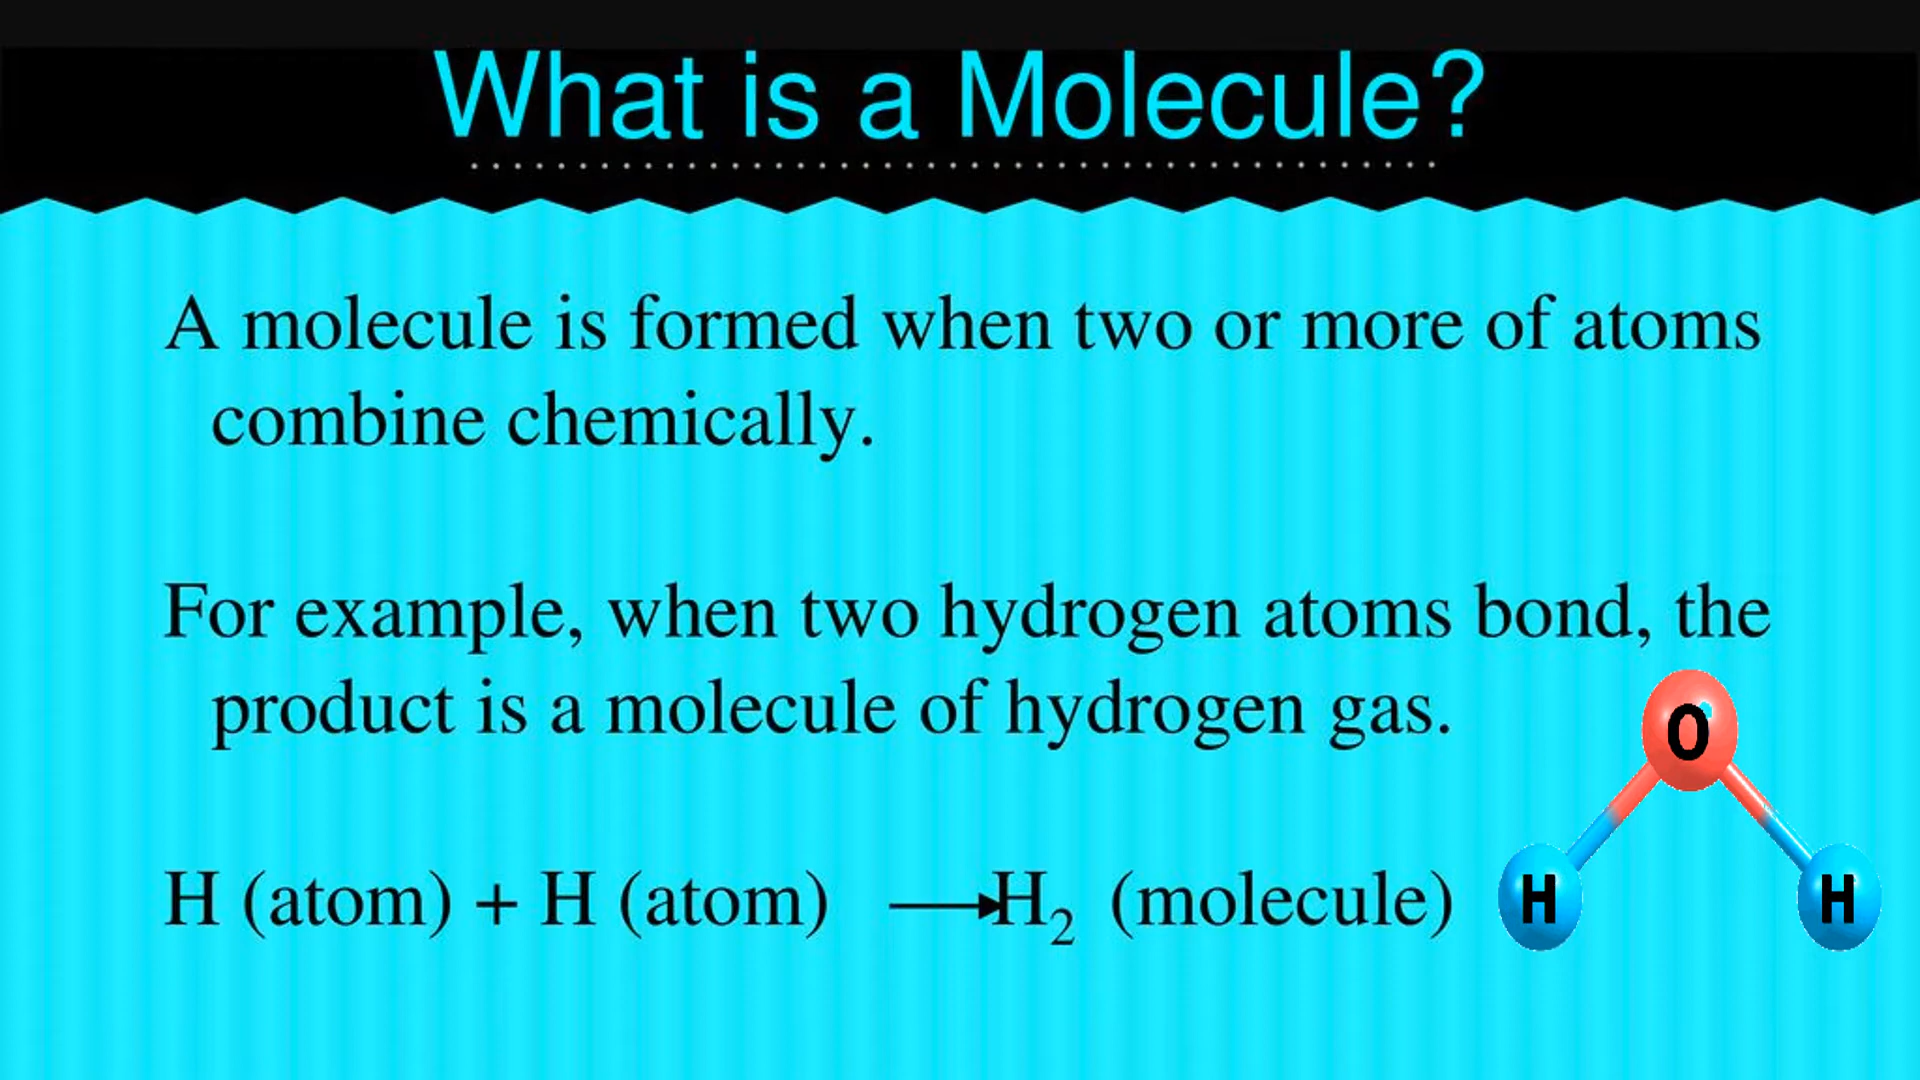 What is a Molecule?
A molecule is formed when two or more of atoms
combine chemically.
For example, when two hydrogen atoms bond, the
product is a molecule of hydrogen gas.
H (atom) + H (atom) ⟶ H₂ (molecule)
O
H H